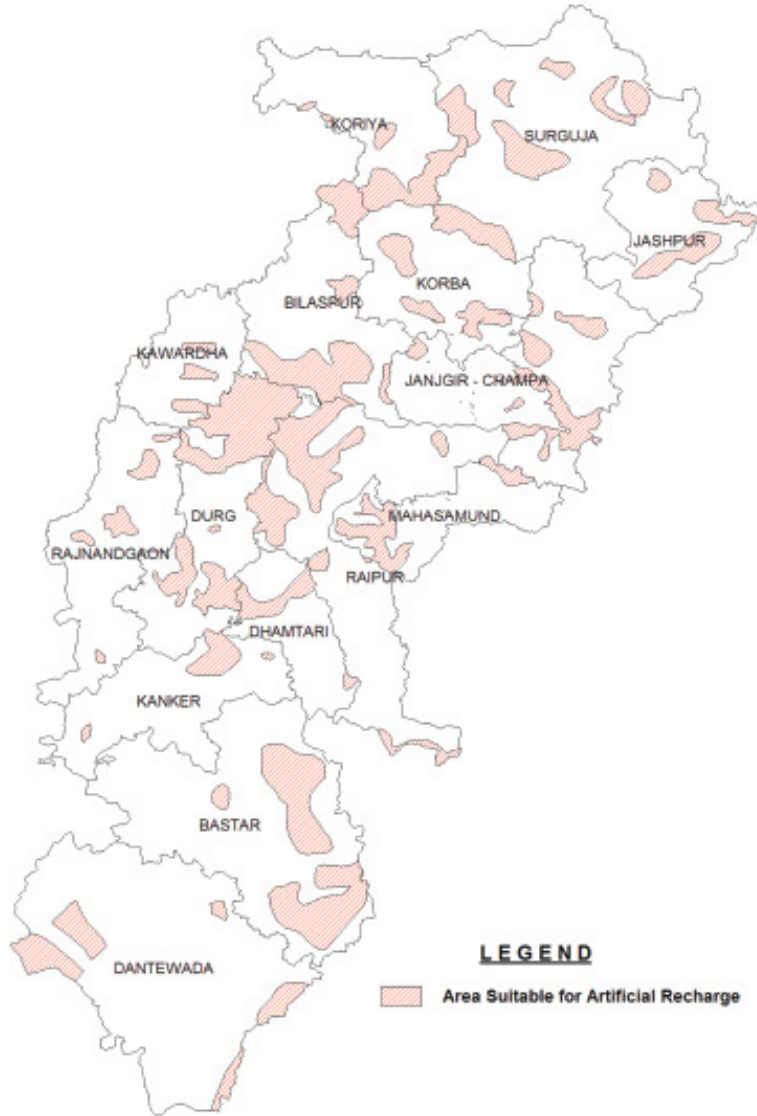 KORIYA
SURGUJA
JASHPUR
KORBA
BILASPUR
KAWARDHA
JANJGIR - CHAMPA
DURG
MAHASAMUND
RAJNANDGAON
RAIPUR
DHAMTARI
KANKER
BASTAR
LEGEND
DANTEWADA
Area Suitable for Artificial Recharge